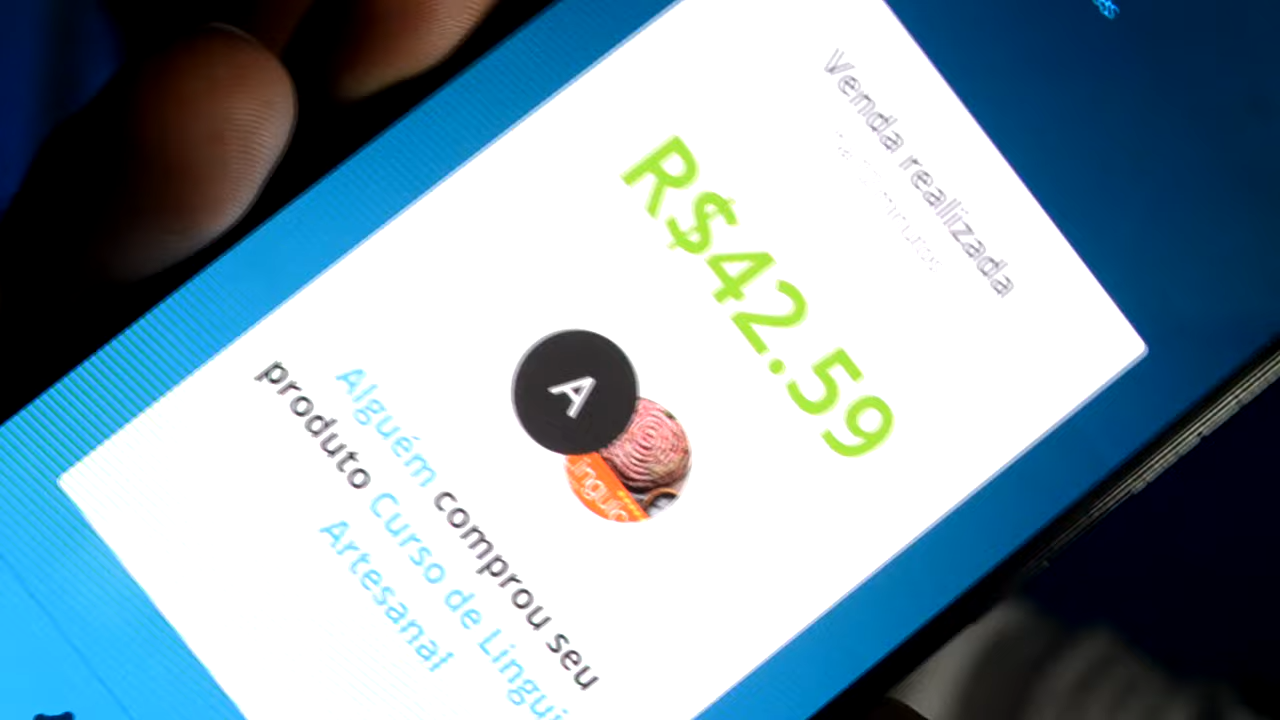 Venda realizada
R$42.59
A
Alguém comprou seu
produto Curso de Lingui
Artesanal